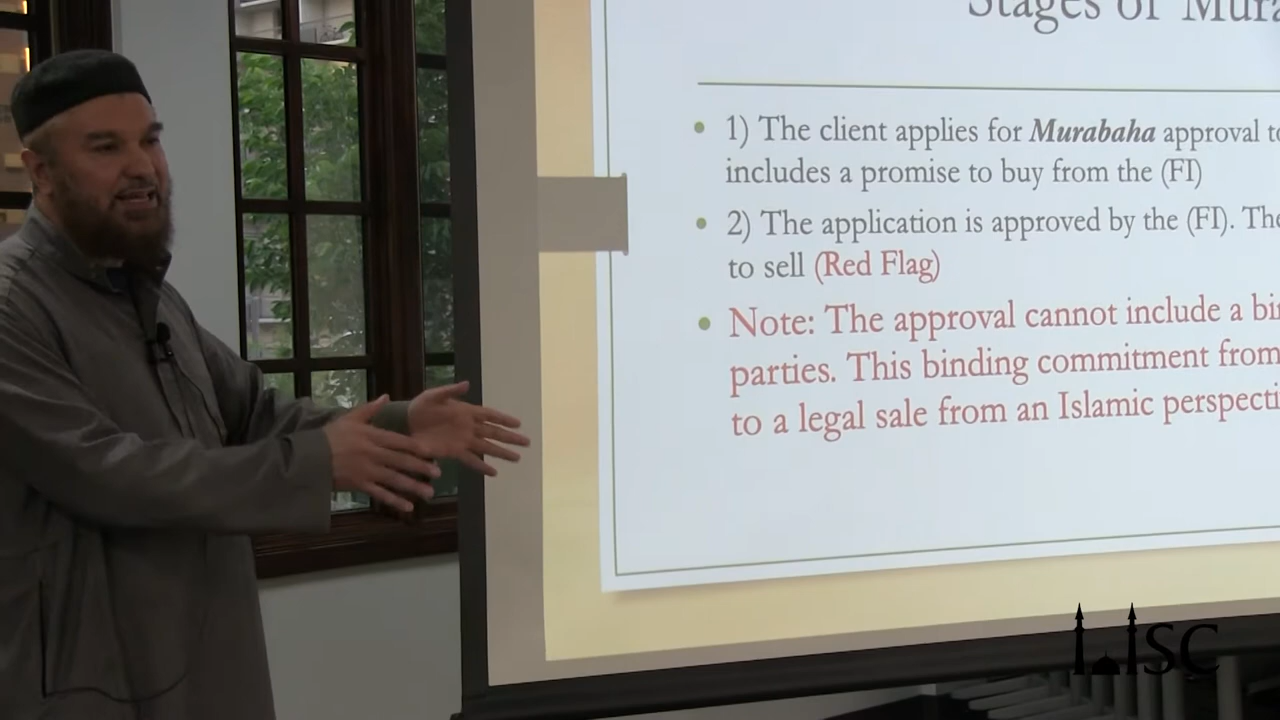 Stages of Mura
• 1) The client applies for Murabaha approval to
includes a promise to buy from the (FI)
• 2) The application is approved by the (FI). The
to sell (Red Flag)
• Note: The approval cannot include a bi
parties. This binding commitment from
to a legal sale from an Islamic perspecti
ISC